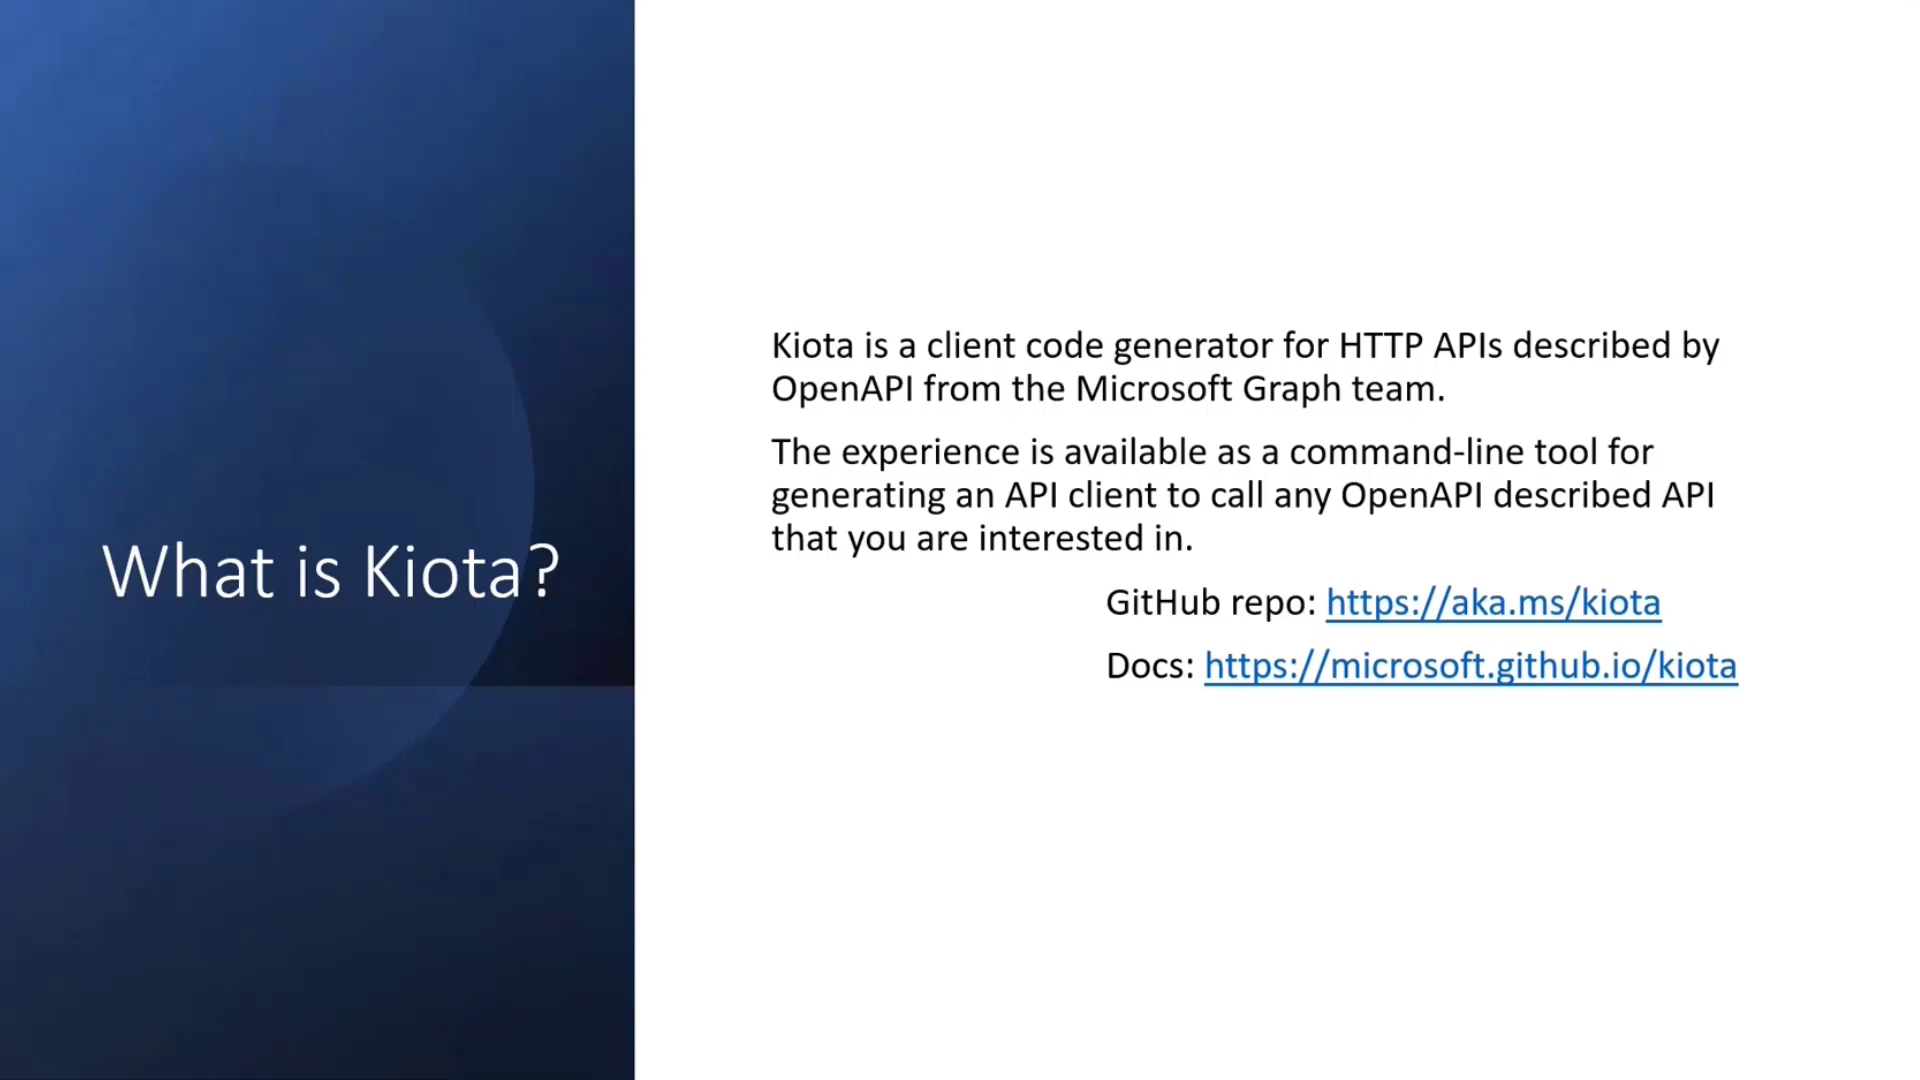 What is Kiota?
Kiota is a client code generator for HTTP APIs described by
OpenAPI from the Microsoft Graph team.
The experience is available as a command-line tool for
generating an API client to call any OpenAPI described API
that you are interested in.
GitHub repo: https://aka.ms/kiota
Docs: https://microsoft.github.io/kiota